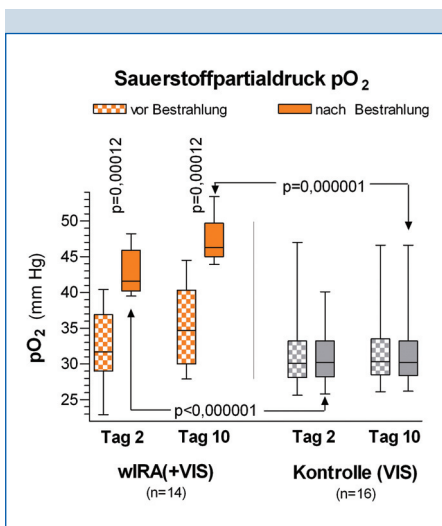 Sauerstoffpartialdruck pO₂
vor Bestrahlung nach Bestrahlung
p=0,00012
p=0,00012
p=0,000001
pO₂ (mm Hg)
50
45
40
35
30
25
p<0,000001
Tag 2 Tag 10 Tag 2 Tag 10
wIRA(+VIS) Kontrolle (VIS)
(n=14) (n=16)